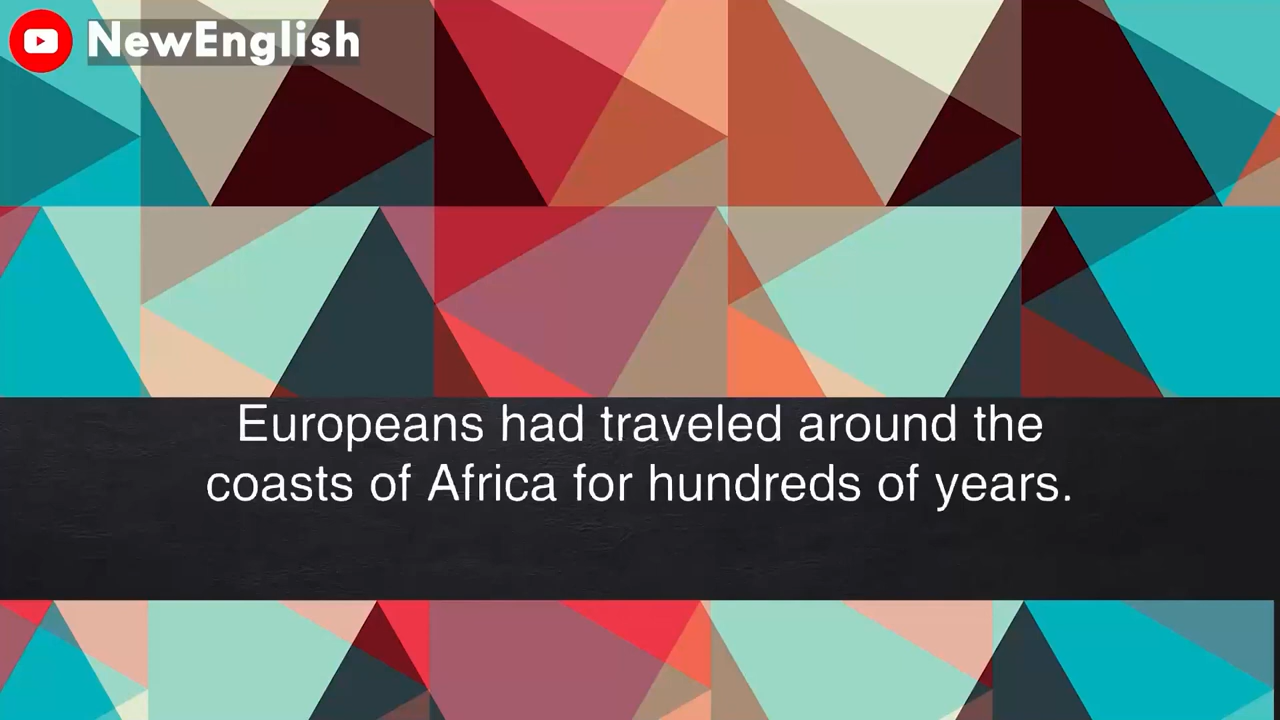 NewEnglish
Europeans had traveled around the
coasts of Africa for hundreds of years.